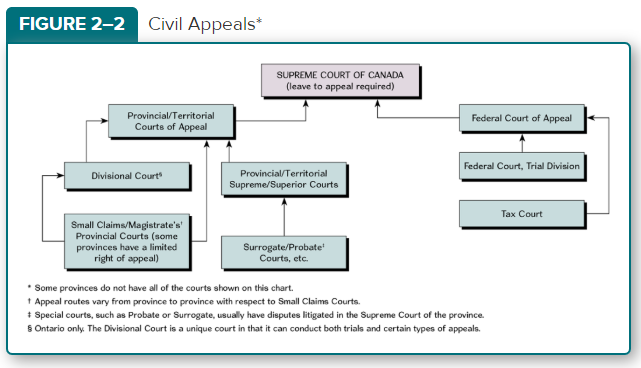 FIGURE 2–2 Civil Appeals*
SUPREME COURT OF CANADA
(leave to appeal required)
Provincial/Territorial
Courts of Appeal
Federal Court of Appeal
Divisional Court§
Provincial/Territorial
Supreme/Superior Courts
Federal Court, Trial Division
Small Claims/Magistrate's†
Provincial Courts (some
provinces have a limited
right of appeal)
Surrogate/Probate‡
Courts, etc.
Tax Court
* Some provinces do not have all of the courts shown on this chart.
† Appeal routes vary from province to province with respect to Small Claims Courts.
‡ Special courts, such as Probate or Surrogate, usually have disputes litigated in the Supreme Court of the province.
§ Ontario only. The Divisional Court is a unique court in that it can conduct both trials and certain types of appeals.